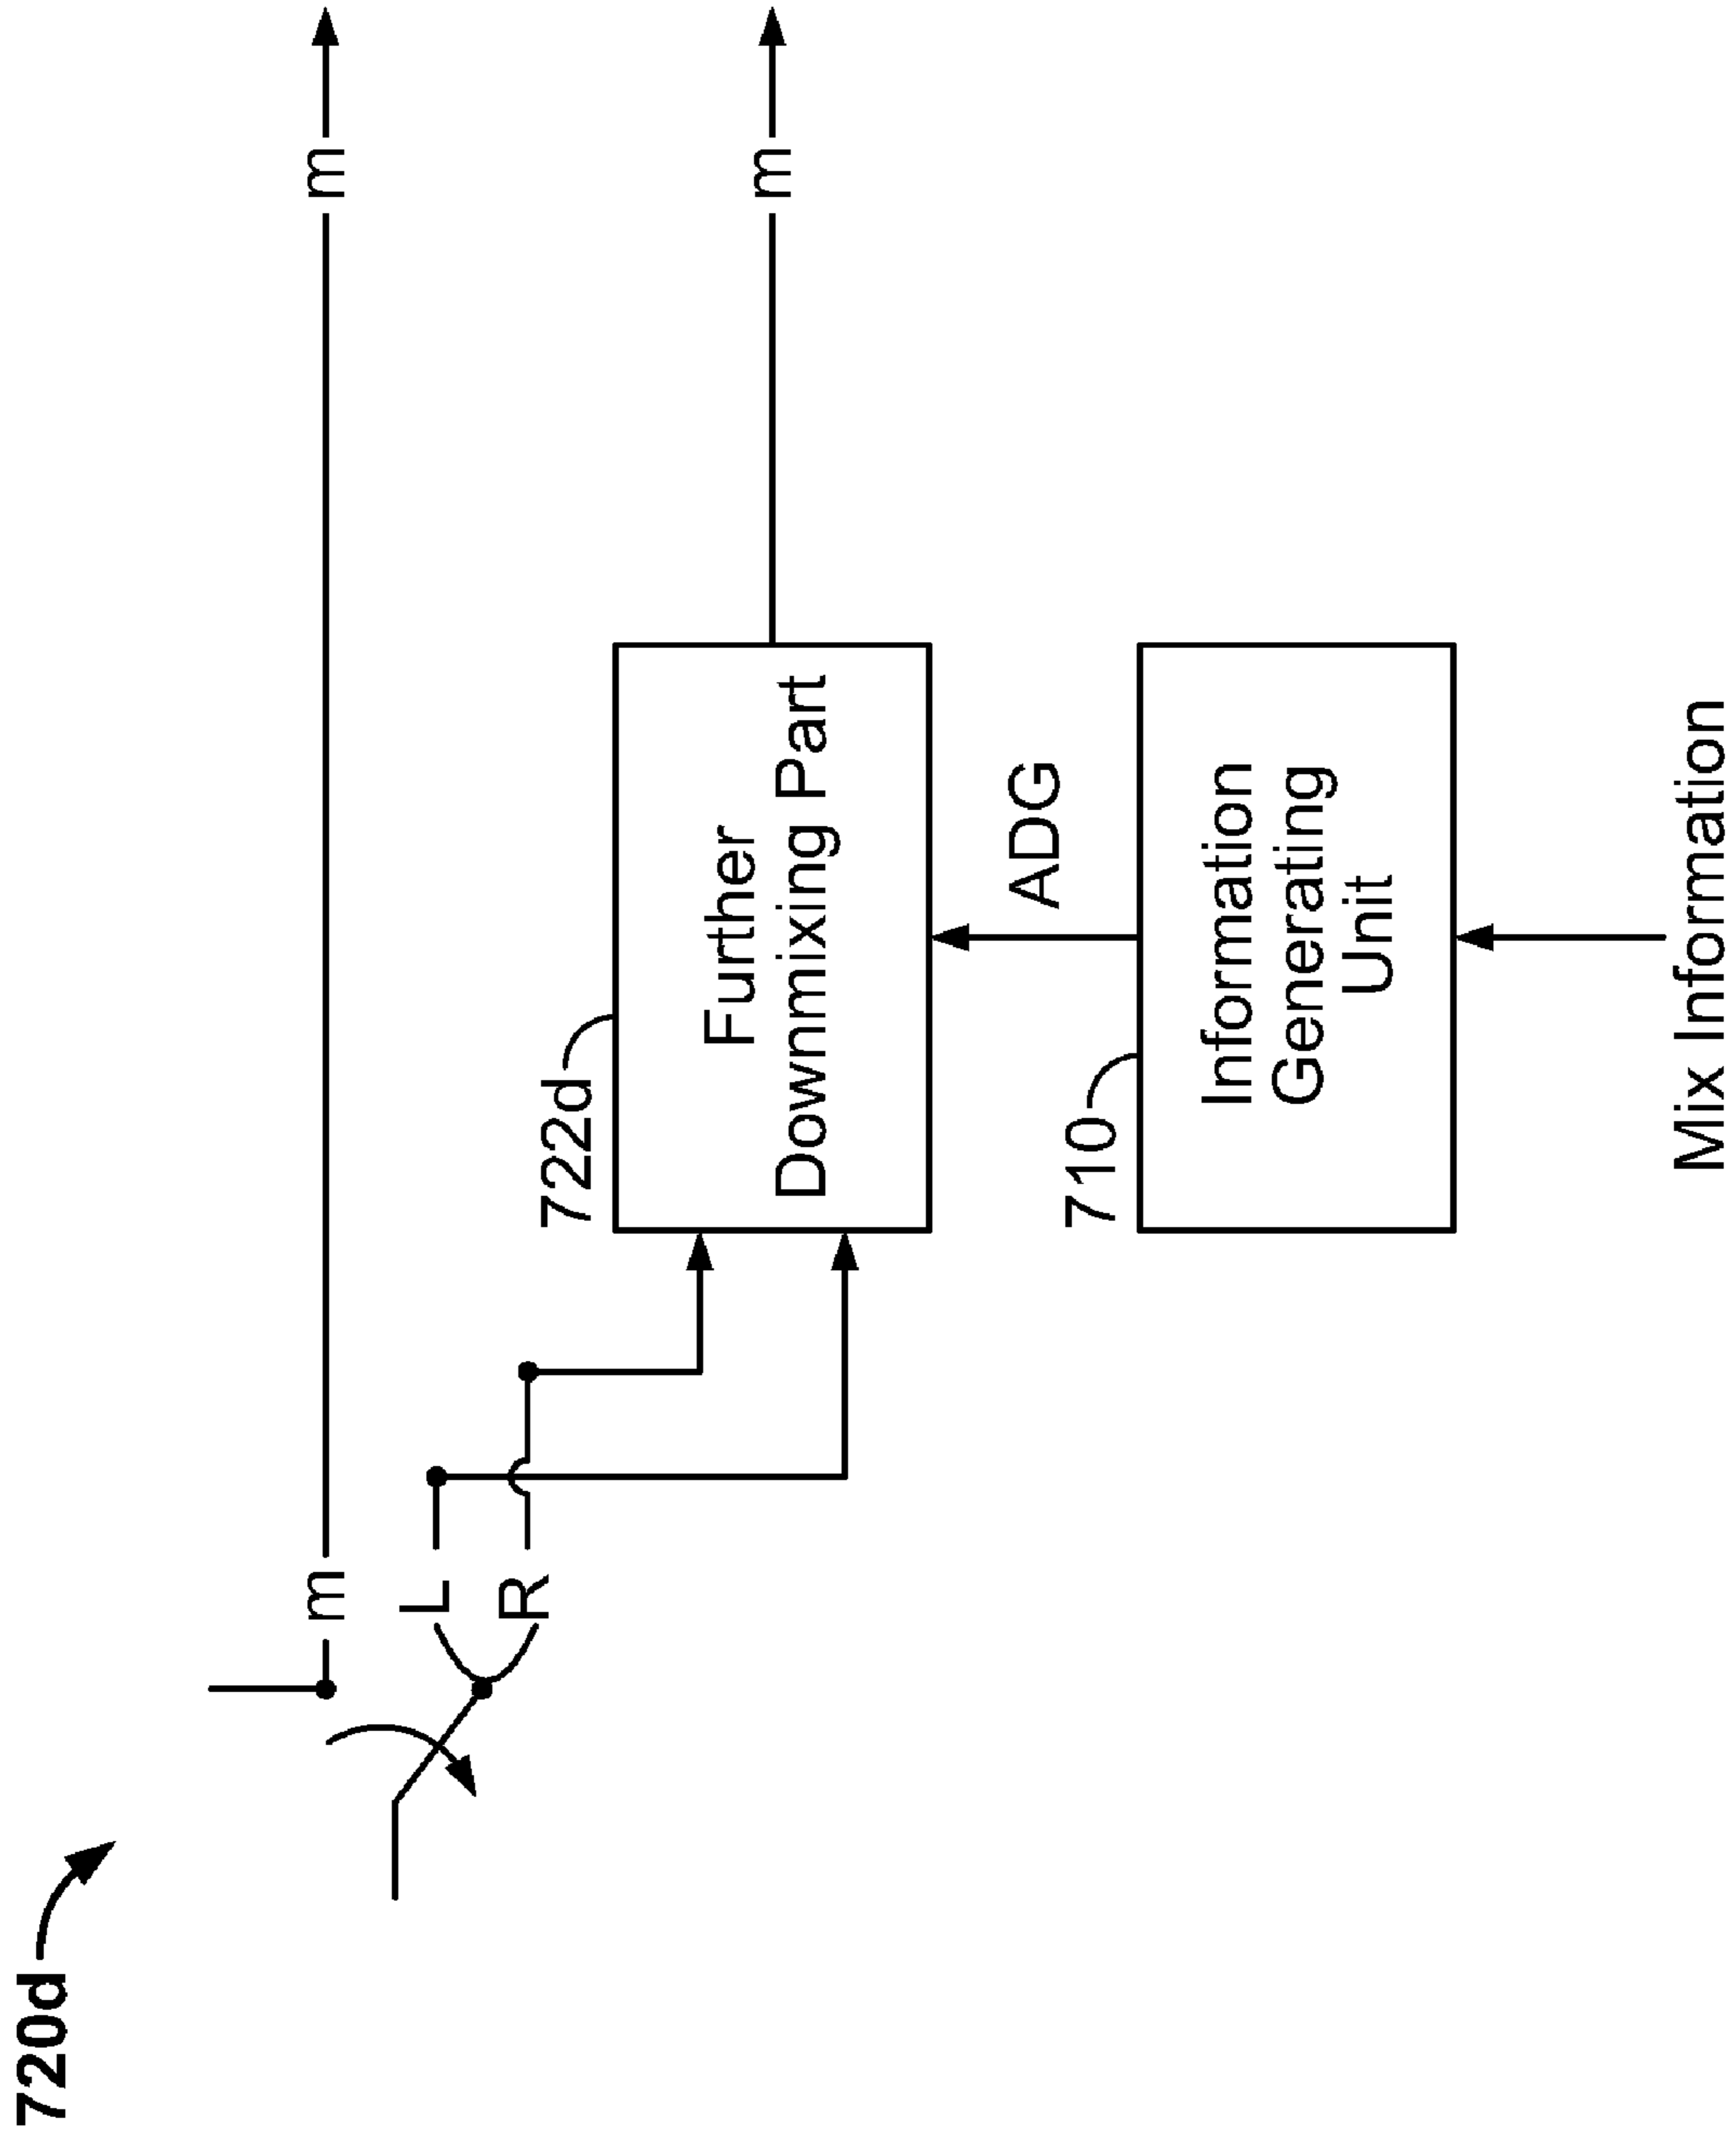 720d
m
m
L
R
722d
Further
Downmixing Part
m
ADG
710
Information
Generating
Unit
Mix Information